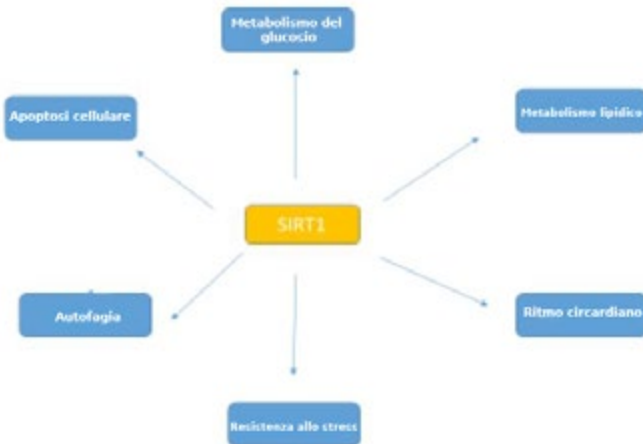 Metabolismo del
glucosio
Apoptosi cellulare
Metabolismo lipidico
SIRT1
Autofagia
Ritmo circardiano
Resistenza allo stress